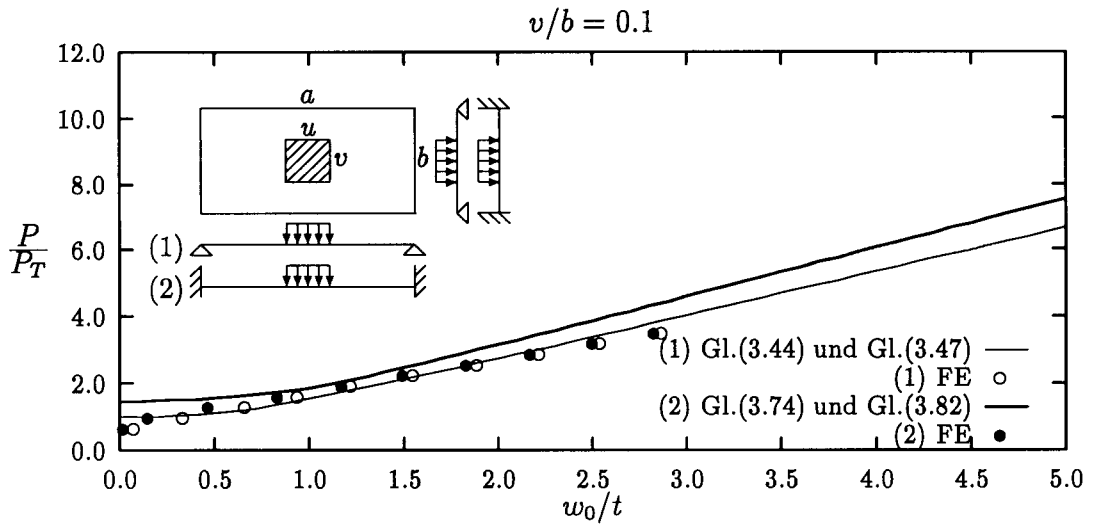 v/b = 0.1
12.0
10.0
8.0
6.0
4.0
2.0
0.0
P/P_T
a
u
v
b
(1)
(2)
(1) Gl.(3.44) und Gl.(3.47)
(1) FE
(2) Gl.(3.74) und Gl.(3.82)
(2) FE
0.0 0.5 1.0 1.5 2.0 2.5 3.0 3.5 4.0 4.5 5.0
w₀/t